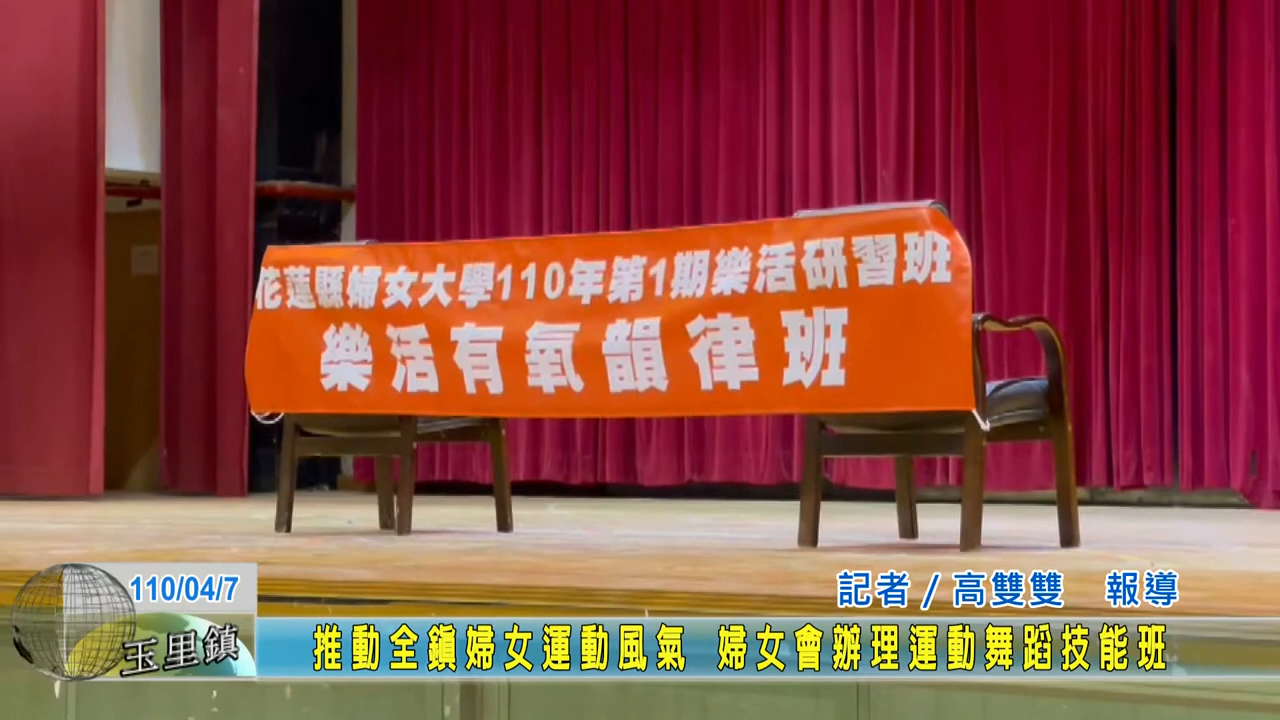 花蓮縣婦女大學110年第1期樂活研習班
樂活有氧韻律班
110/04/7
記者/高雙雙 報導
玉里鎮
推動全鎮婦女運動風氣 婦女會辦理運動舞蹈技能班